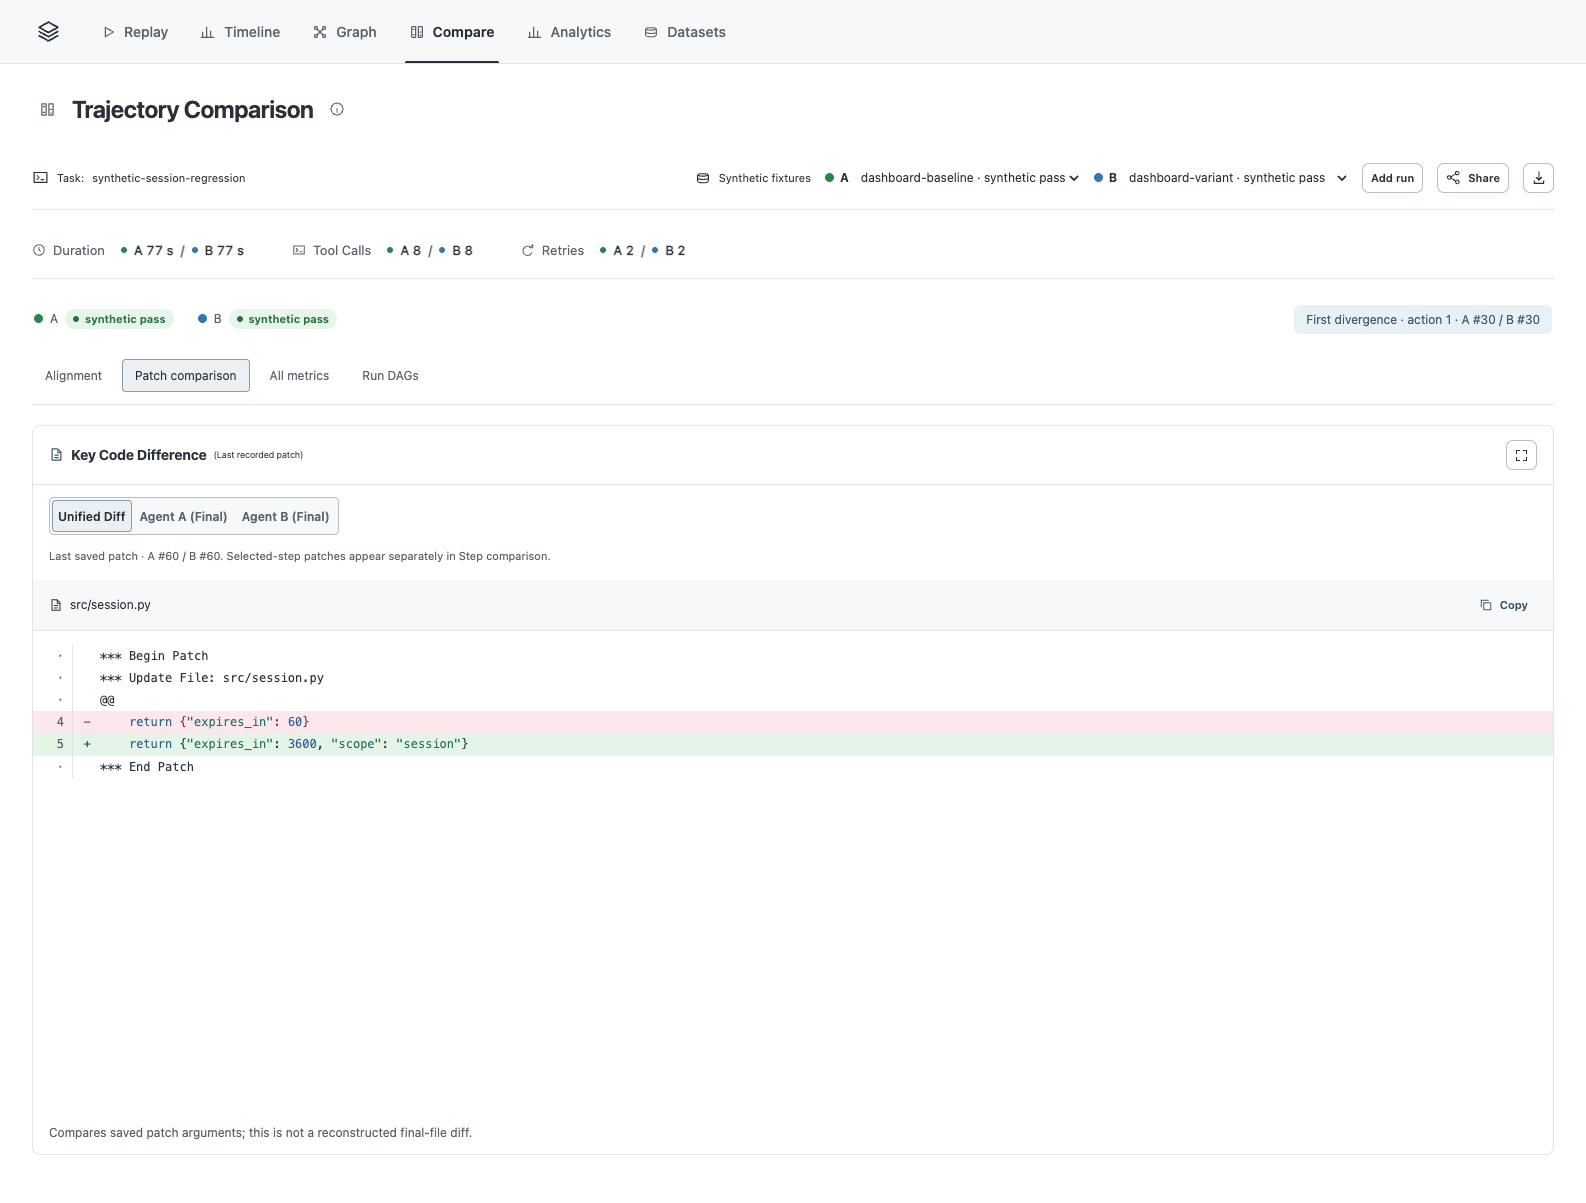 Replay Timeline Graph Compare Analytics Datasets
Trajectory Comparison
Task: synthetic-session-regression Synthetic fixtures A dashboard-baseline · synthetic pass B dashboard-variant · synthetic pass Add run Share
Duration A 77 s / B 77 s Tool Calls A 8 / B 8 Retries A 2 / B 2
A synthetic pass B synthetic pass First divergence · action 1 · A #30 / B #30
Alignment Patch comparison All metrics Run DAGs
Key Code Difference (Last recorded patch)
Unified Diff Agent A (Final) Agent B (Final)
Last saved patch · A #60 / B #60. Selected-step patches appear separately in Step comparison.
src/session.py Copy
· *** Begin Patch
· *** Update File: src/session.py
· @@
4 -     return {"expires_in": 60}
5 +     return {"expires_in": 3600, "scope": "session"}
· *** End Patch
Compares saved patch arguments; this is not a reconstructed final-file diff.